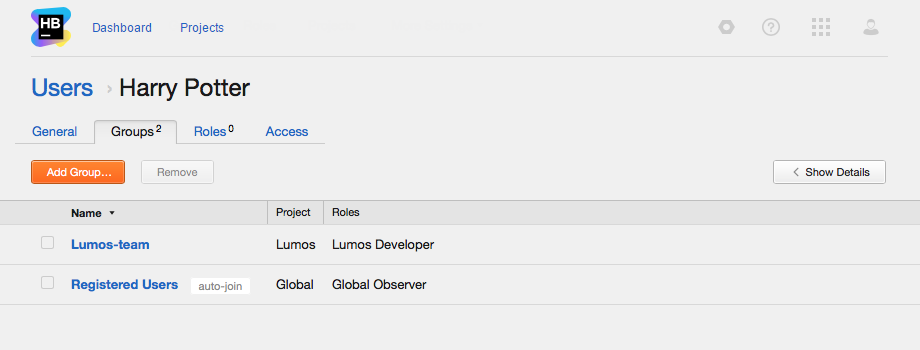 HB Dashboard Projects ?
Users › Harry Potter
General Groups 2 Roles 0 Access
Add Group... Remove Show Details
Name Project Roles
Lumos-team Lumos Lumos Developer
Registered Users auto-join Global Global Observer